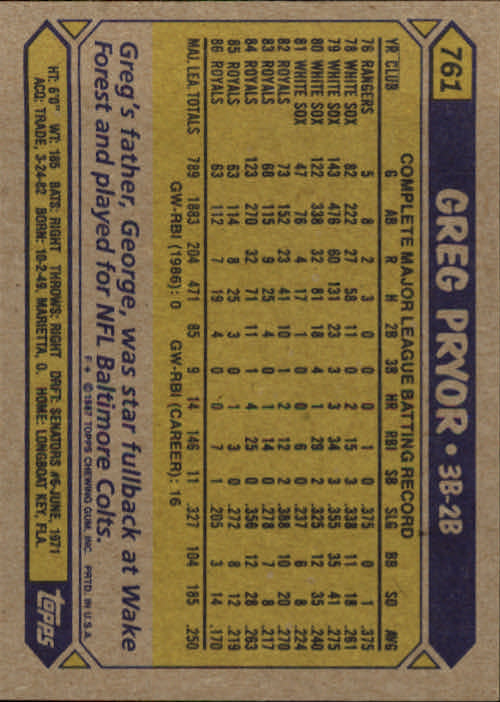 761
GREG PRYOR • 3B-2B
COMPLETE MAJOR LEAGUE BATTING RECORD
YR CLUB G AB R H 2B 3B HR RBI SB SLG BB SO AVG
76 RANGERS 5 8 2 3 0 0 0 1 0 .375 0 1 .375
78 WHITE SOX 82 222 27 58 11 0 2 15 3 .338 11 18 .261
79 WHITE SOX 143 476 60 131 23 3 3 34 3 .355 35 41 .275
80 WHITE SOX 122 338 32 81 18 4 1 29 2 .325 12 35 .240
81 WHITE SOX 47 76 4 17 1 0 0 6 0 .237 6 8 .224
82 ROYALS 73 152 23 41 10 1 2 12 2 .388 10 20 .270
83 ROYALS 68 115 9 25 4 0 1 14 0 .278 7 8 .217
84 ROYALS 123 270 32 71 11 1 4 25 0 .356 12 28 .263
85 ROYALS 63 114 8 25 3 0 1 3 0 .272 8 12 .219
86 ROYALS 63 112 7 19 4 0 0 7 1 .205 3 14 .170
MAJ. LEA. TOTALS 789 1883 204 471 85 9 14 146 11 .327 104 185 .250
GW-RBI (1986): 0 GW-RBI (CAREER): 16
F* © 1987 TOPPS CHEWING GUM, INC. PRTD. IN U.S.A.
Greg's father, George, was star fullback at Wake
Forest and played for NFL Baltimore Colts.
HT: 6'0" WT: 185 BATS: RIGHT THROWS: RIGHT DRAFT: SENATORS #6-JUNE, 1971
ACQ: TRADE, 3-24-82 BORN: 10-2-49, MARIETTA, O. HOME: LONGBOAT KEY, FLA.
TOPPS